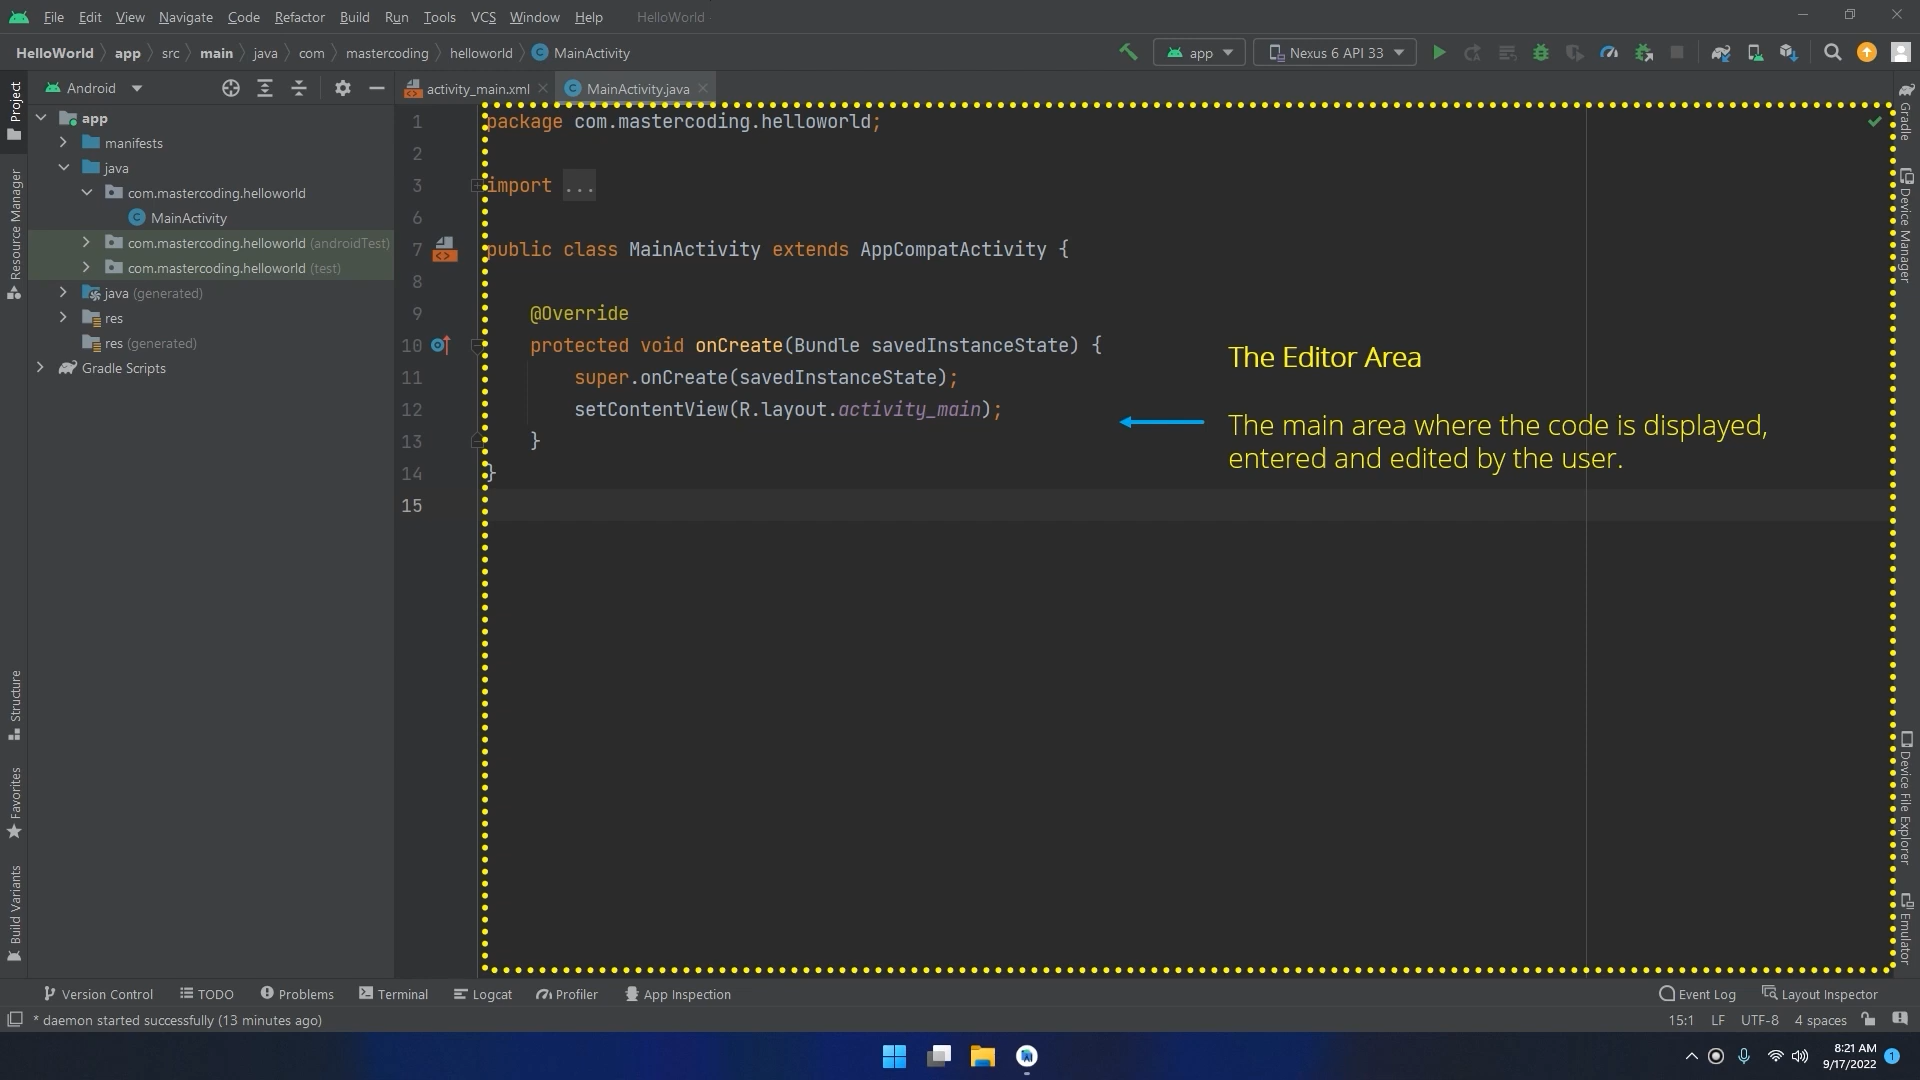 File Edit View Navigate Code Refactor Build Run Tools VCS Window Help HelloWorld
HelloWorld app src main java com mastercoding helloworld MainActivity app Nexus 6 API 33
Project
Resource Manager
Structure
Favorites
Build Variants
Android
app
manifests
java
com.mastercoding.helloworld
MainActivity
com.mastercoding.helloworld (androidTest)
com.mastercoding.helloworld (test)
java (generated)
res
res (generated)
Gradle Scripts
activity_main.xml MainActivity.java
1 package com.mastercoding.helloworld;
2
3 import ...
6
7 public class MainActivity extends AppCompatActivity {
8
9 @Override
10 protected void onCreate(Bundle savedInstanceState) {
11 super.onCreate(savedInstanceState);
12 setContentView(R.layout.activity_main);
13 }
14 }
15
The Editor Area
The main area where the code is displayed,
entered and edited by the user.
Gradle
Device Manager
Device File Explorer
Emulator
Version Control TODO Problems Terminal Logcat Profiler App Inspection Event Log Layout Inspector
* daemon started successfully (13 minutes ago) 15:1 LF UTF-8 4 spaces
8:21 AM
9/17/2022
1